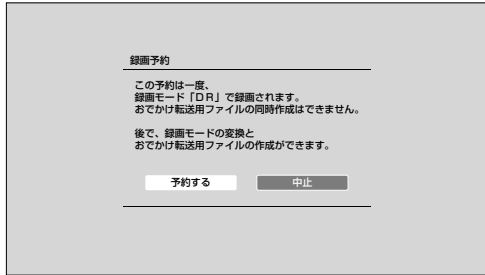 録画予約
この予約は一度、
録画モード「DR」で録画されます。
おでかけ転送用ファイルの同時作成はできません。
後で、録画モードの変換と
おでかけ転送用ファイルの作成ができます。
予約する
中止